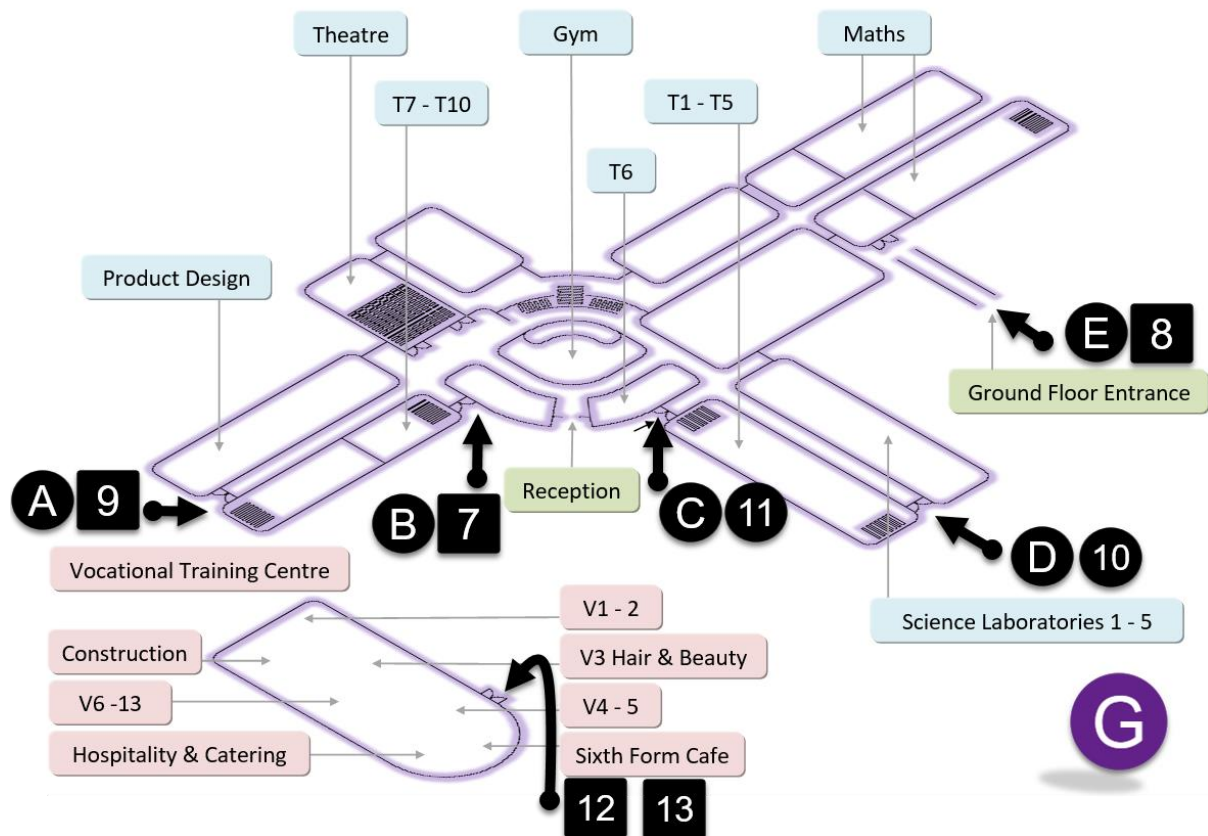 Theatre
Gym
Maths
T7 - T10
T1 - T5
T6
Product Design
E 8
Ground Floor Entrance
A 9
B 7
Reception
C 11
D 10
Vocational Training Centre
V1 - 2
Science Laboratories 1 - 5
Construction
V3 Hair & Beauty
V6 -13
V4 - 5
Hospitality & Catering
Sixth Form Cafe
G
12 13